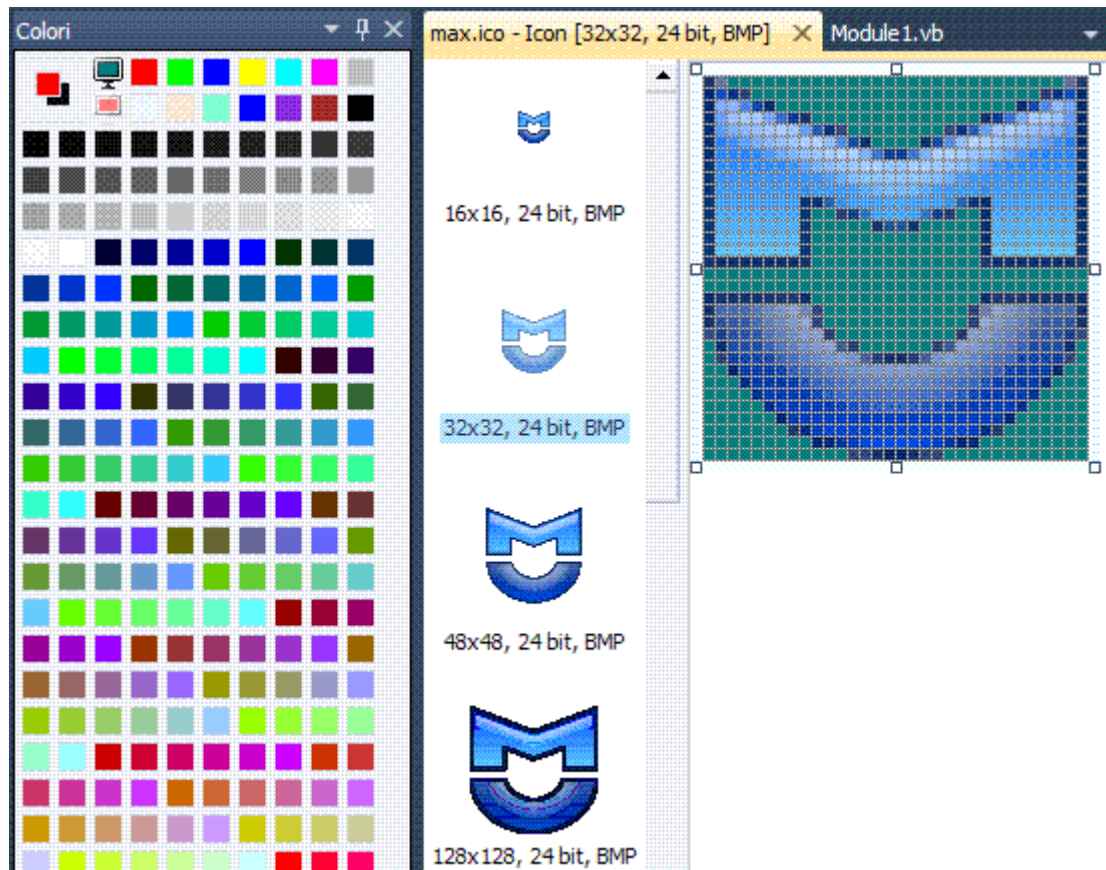 Colori
max.ico - Icon [32x32, 24 bit, BMP]
Module1.vb
16x16, 24 bit, BMP
32x32, 24 bit, BMP
48x48, 24 bit, BMP
128x128, 24 bit, BMP